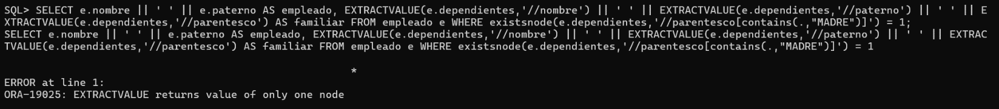 SQL> SELECT e.nombre || ' ' || e.paterno AS empleado, EXTRACTVALUE(e.dependientes,'//nombre') || ' ' || EXTRACTVALUE(e.dependientes,'//paterno') || ' ' || E
XTRACTVALUE(e.dependientes,'//parentesco') AS familiar FROM empleado e WHERE existsnode(e.dependientes,'//parentesco[contains(.,"MADRE")]') = 1;
SELECT e.nombre || ' ' || e.paterno AS empleado, EXTRACTVALUE(e.dependientes,'//nombre') || ' ' || EXTRACTVALUE(e.dependientes,'//paterno') || ' ' || EXTRAC
TVALUE(e.dependientes,'//parentesco') AS familiar FROM empleado e WHERE existsnode(e.dependientes,'//parentesco[contains(.,"MADRE")]') = 1
*
ERROR at line 1:
ORA-19025: EXTRACTVALUE returns value of only one node